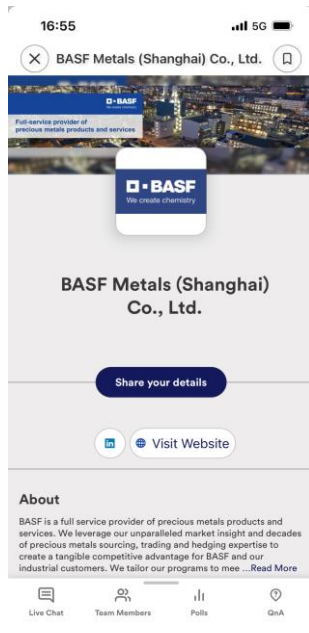 16:55
5G
BASF Metals (Shanghai) Co., Ltd.
BASF
We create chemistry
Full-service provider of
precious metals products and services
BASF
We create chemistry
BASF Metals (Shanghai)
Co., Ltd.
Share your details
in
Visit Website
About
BASF is a full service provider of precious metals products and
services. We leverage our unparalleled market insight and decades
of precious metals sourcing, trading and hedging expertise to
create a tangible competitive advantage for BASF and our
industrial customers. We tailor our programs to mee ...Read More
Live Chat
Team Members
Polls
QnA